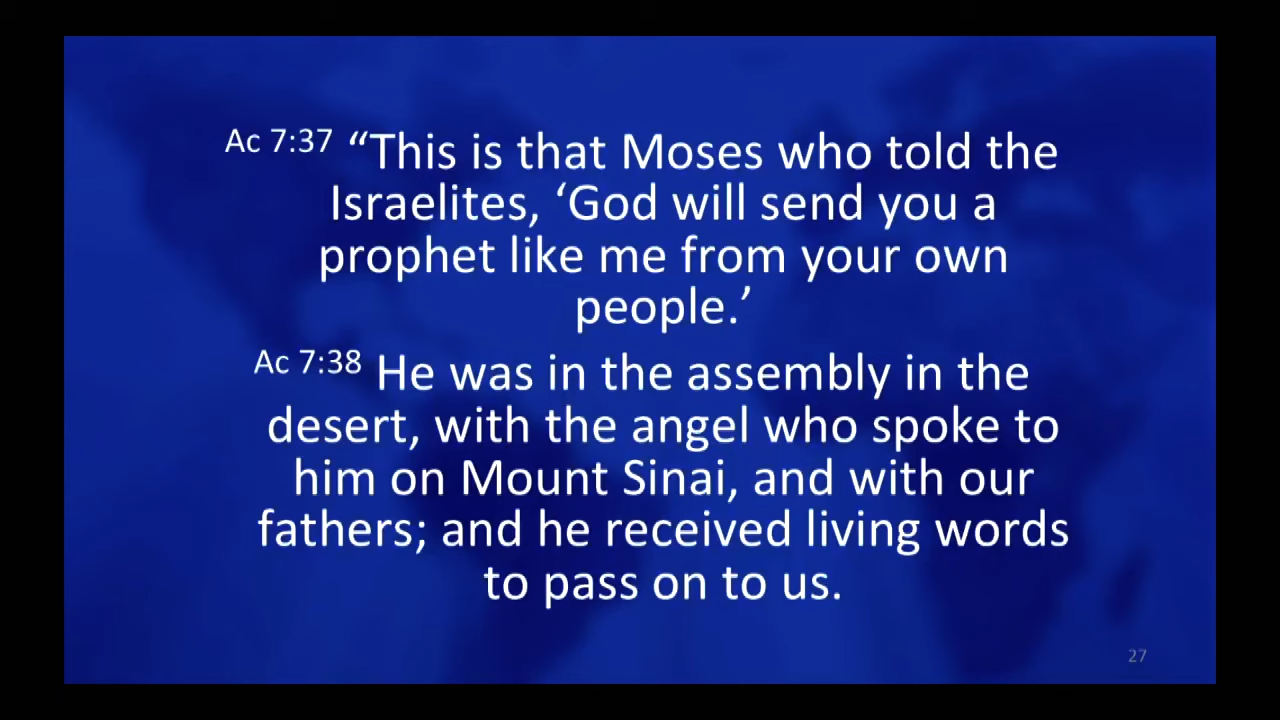 Ac 7:37 “This is that Moses who told the
Israelites, ‘God will send you a
prophet like me from your own
people.’
Ac 7:38 He was in the assembly in the
desert, with the angel who spoke to
him on Mount Sinai, and with our
fathers; and he received living words
to pass on to us.
27